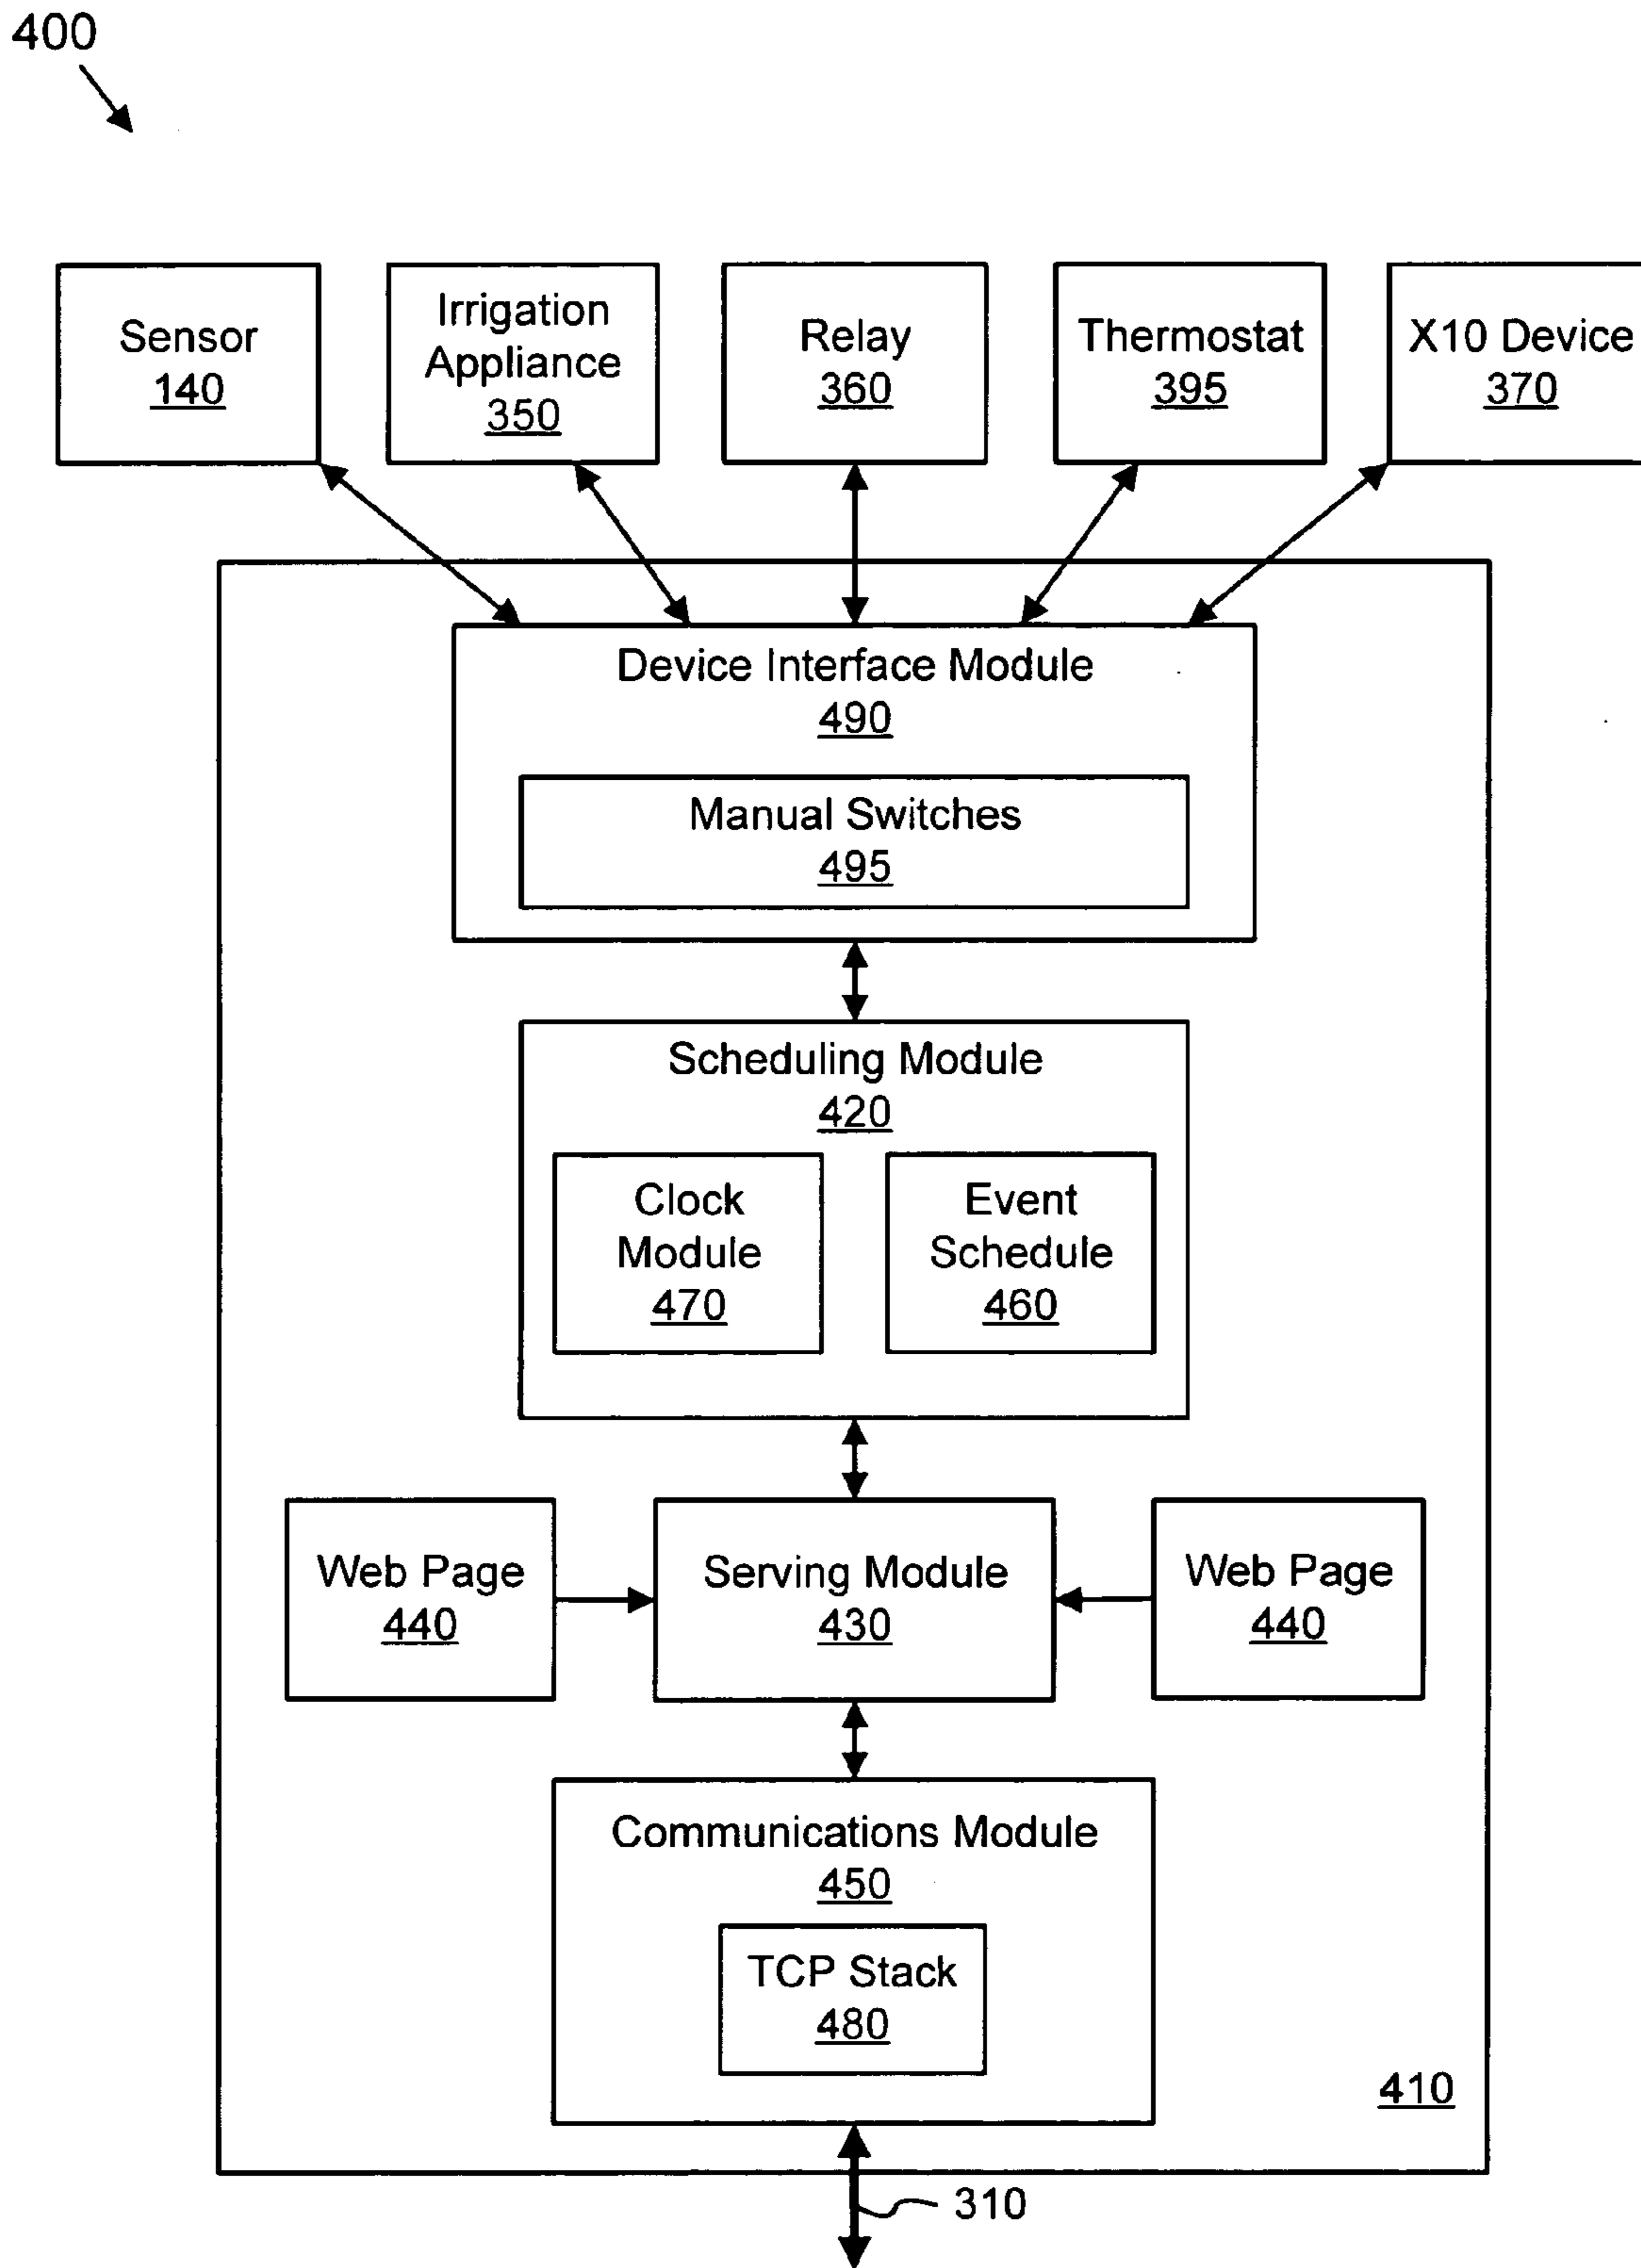 400
Sensor
140
Irrigation
Appliance
350
Relay
360
Thermostat
395
X10 Device
370
Device Interface Module
490
Manual Switches
495
Scheduling Module
420
Clock
Module
470
Event
Schedule
460
Web Page
440
Serving Module
430
Web Page
440
Communications Module
450
TCP Stack
480
410
310